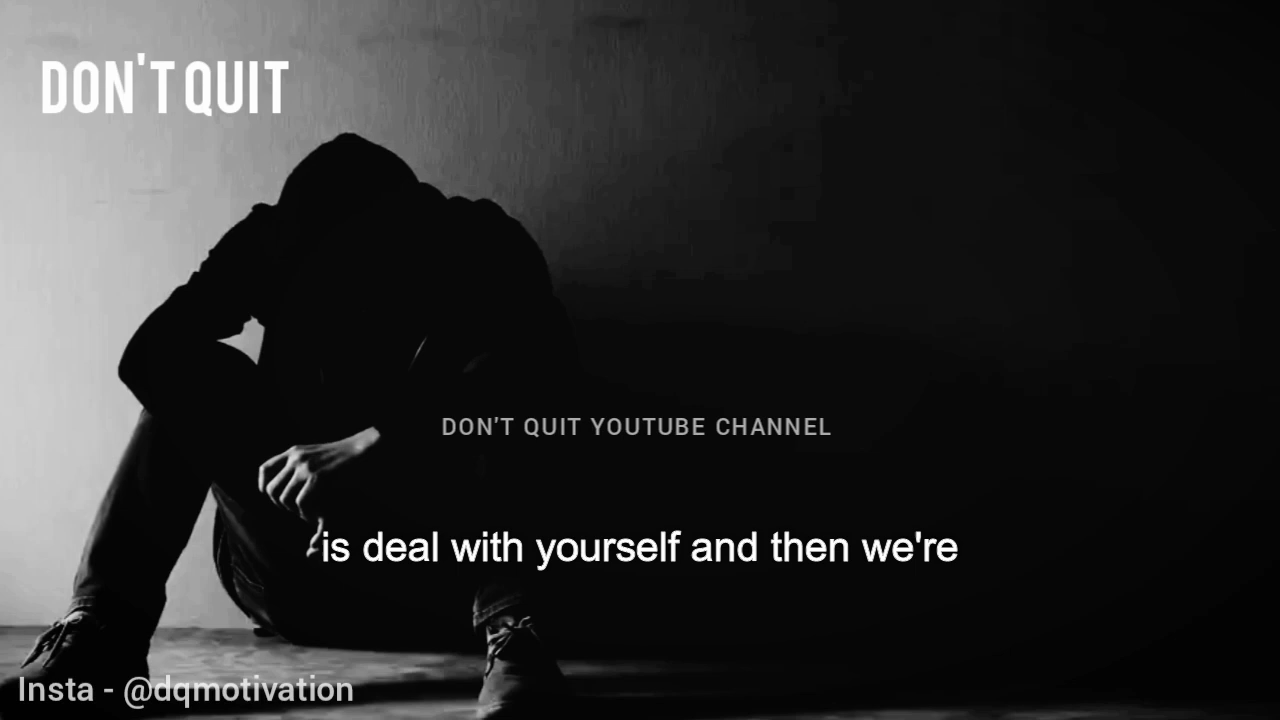 DON'T QUIT
DON'T QUIT YOUTUBE CHANNEL
is deal with yourself and then we're
Insta - @dqmotivation